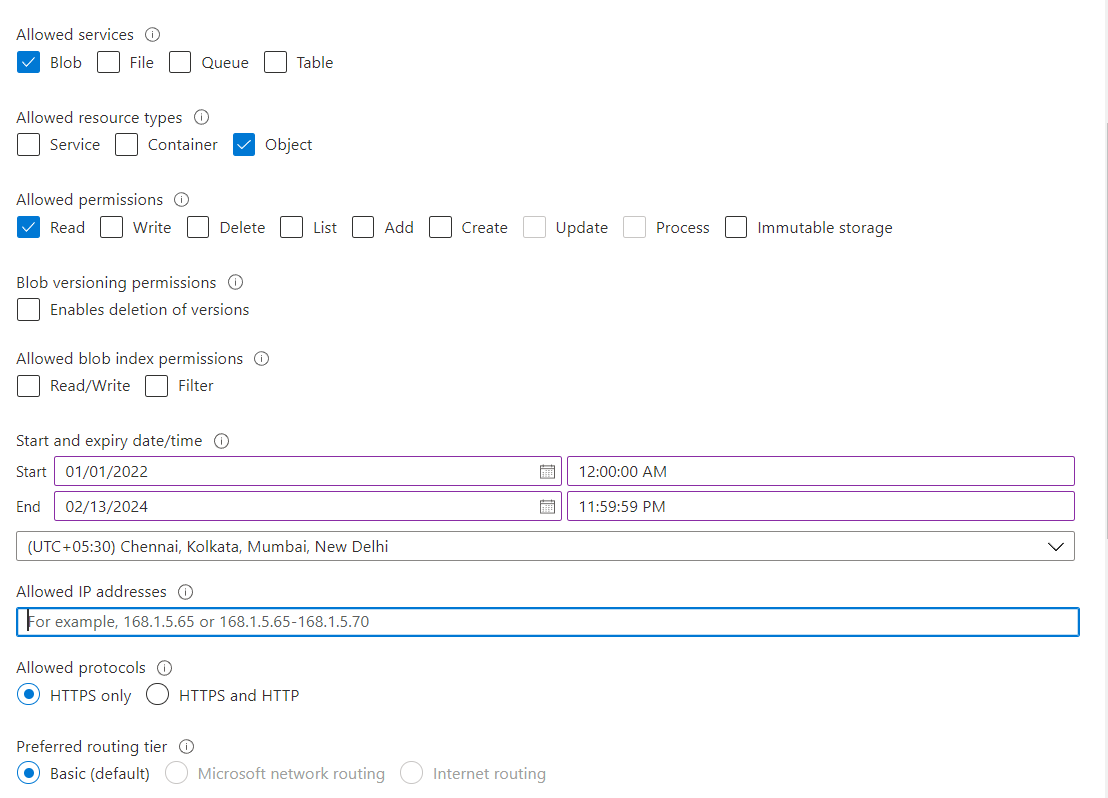 Allowed services
Blob File Queue Table
Allowed resource types
Service Container Object
Allowed permissions
Read Write Delete List Add Create Update Process Immutable storage
Blob versioning permissions
Enables deletion of versions
Allowed blob index permissions
Read/Write Filter
Start and expiry date/time
Start 01/01/2022 12:00:00 AM
End 02/13/2024 11:59:59 PM
(UTC+05:30) Chennai, Kolkata, Mumbai, New Delhi
Allowed IP addresses
For example, 168.1.5.65 or 168.1.5.65-168.1.5.70
Allowed protocols
HTTPS only HTTPS and HTTP
Preferred routing tier
Basic (default) Microsoft network routing Internet routing